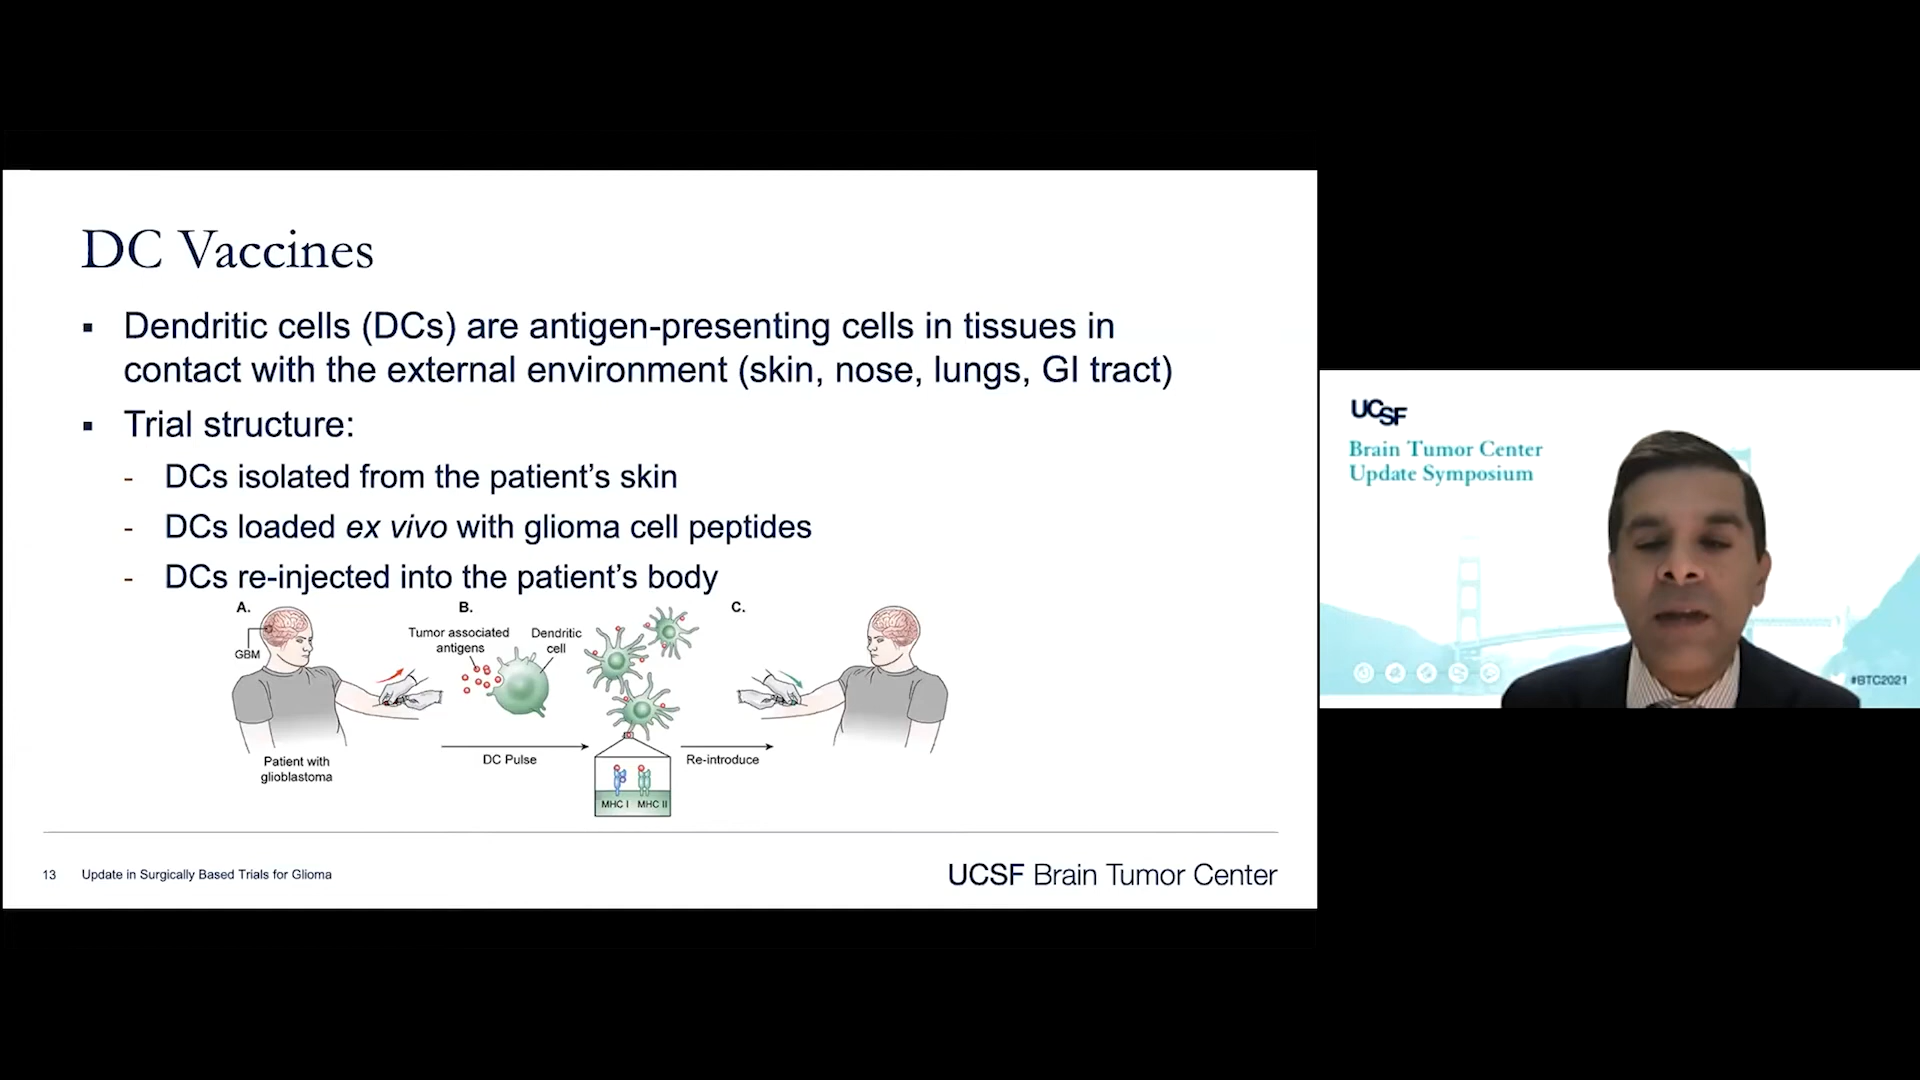 DC Vaccines
▪ Dendritic cells (DCs) are antigen-presenting cells in tissues in
contact with the external environment (skin, nose, lungs, GI tract)
▪ Trial structure:
- DCs isolated from the patient’s skin
- DCs loaded ex vivo with glioma cell peptides
- DCs re-injected into the patient’s body
A.
GBM
Patient with
glioblastoma
B.
Tumor associated
antigens
Dendritic
cell
DC Pulse
MHC I MHC II
C.
Re-introduce
13 Update in Surgically Based Trials for Glioma
UCSF Brain Tumor Center
UCSF
Brain Tumor Center
Update Symposium
#BTC2021